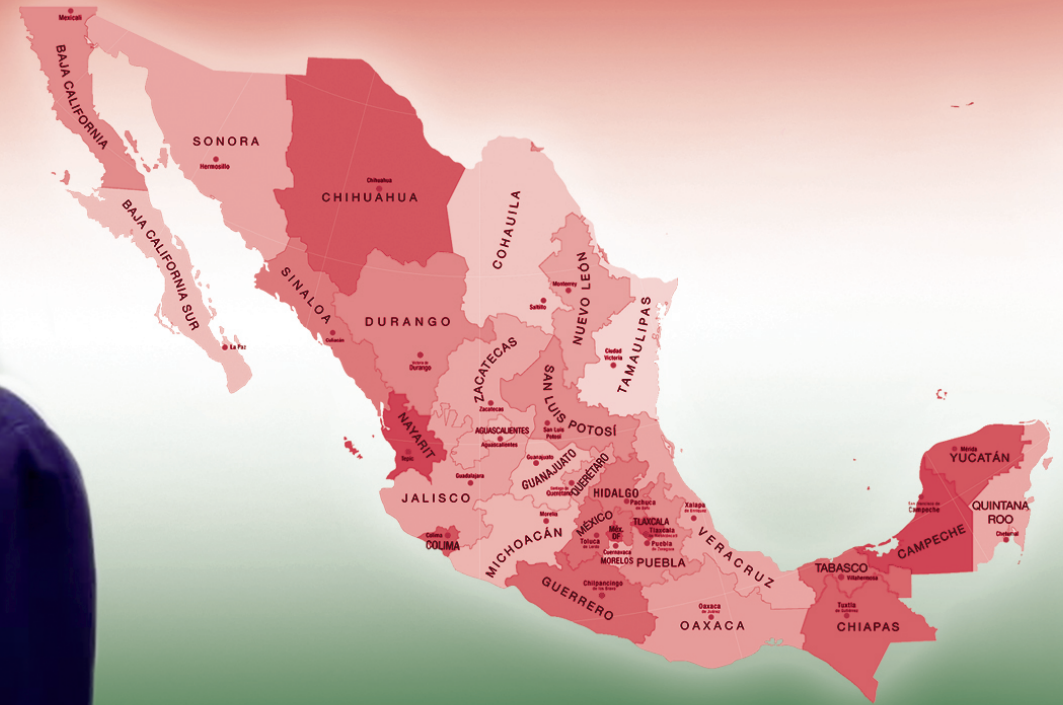 Mexicali
BAJA CALIFORNIA
SONORA
Hermosillo
Chihuahua
CHIHUAHUA
COHAUILA
BAJA CALIFORNIA SUR
La Paz
SINALOA
Culiacán
DURANGO
Durango
Monterrey
NUEVO LEÓN
Saltillo
TAMAULIPAS
Ciudad
Victoria
ZACATECAS
Zacatecas
SAN LUIS POTOSÍ
San Luis
Potosí
NAYARIT
Tepic
AGUASCALIENTES
Aguascalientes
Guadalajara
JALISCO
Guanajuato
GUANAJUATO
QUERÉTARO
Querétaro
Colima
COLIMA
Morelia
MICHOACÁN
HIDALGO
Pachuca
MÉXICO
Toluca
Méx.
DF
TLAXCALA
Tlaxcala
Puebla
Cuernavaca
MORELOS
PUEBLA
Xalapa
VERACRUZ
Chilpancingo
GUERRERO
Oaxaca
OAXACA
Mérida
YUCATÁN
Campeche
CAMPECHE
QUINTANA
ROO
Chetumal
TABASCO
Villahermosa
Tuxtla
CHIAPAS